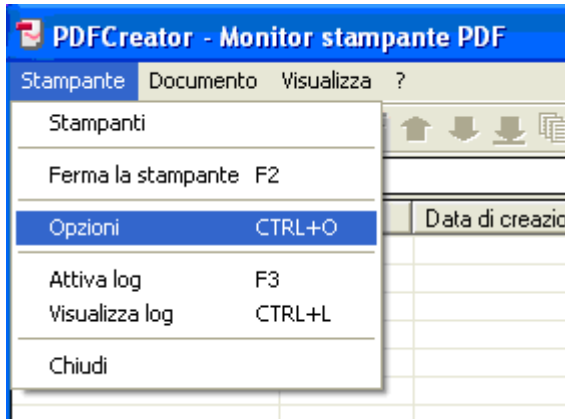 PDFCreator - Monitor stampante PDF
Stampante Documento Visualizza ?
Stampanti
Ferma la stampante F2
Opzioni CTRL+O
Data di creazio
Attiva log F3
Visualizza log CTRL+L
Chiudi